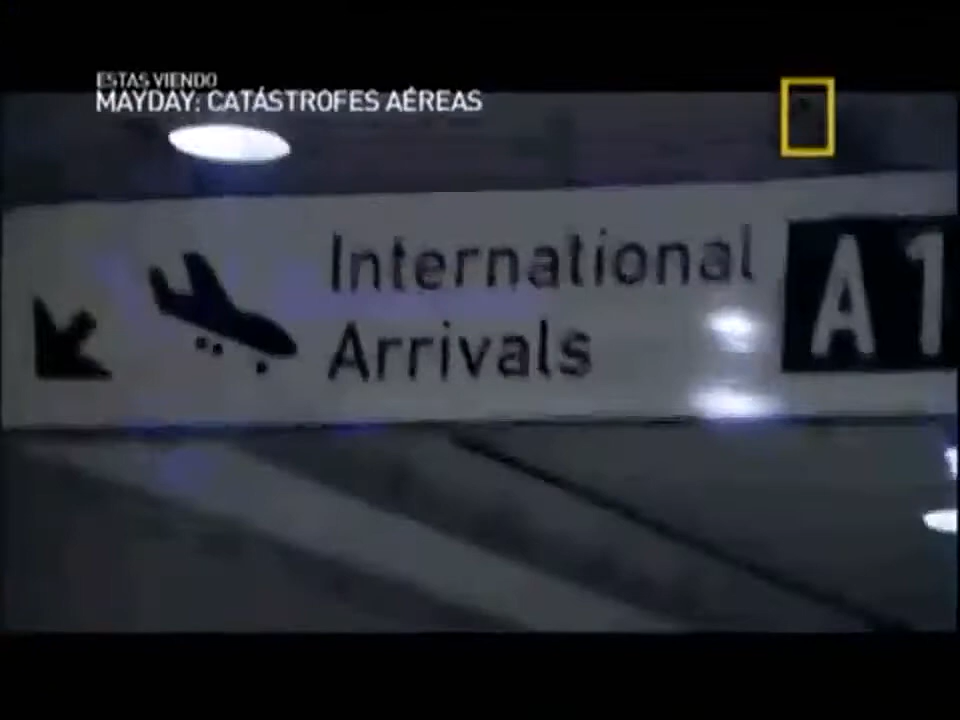 ESTAS VIENDO
MAYDAY: CATÁSTROFES AÉREAS
International
Arrivals
A1